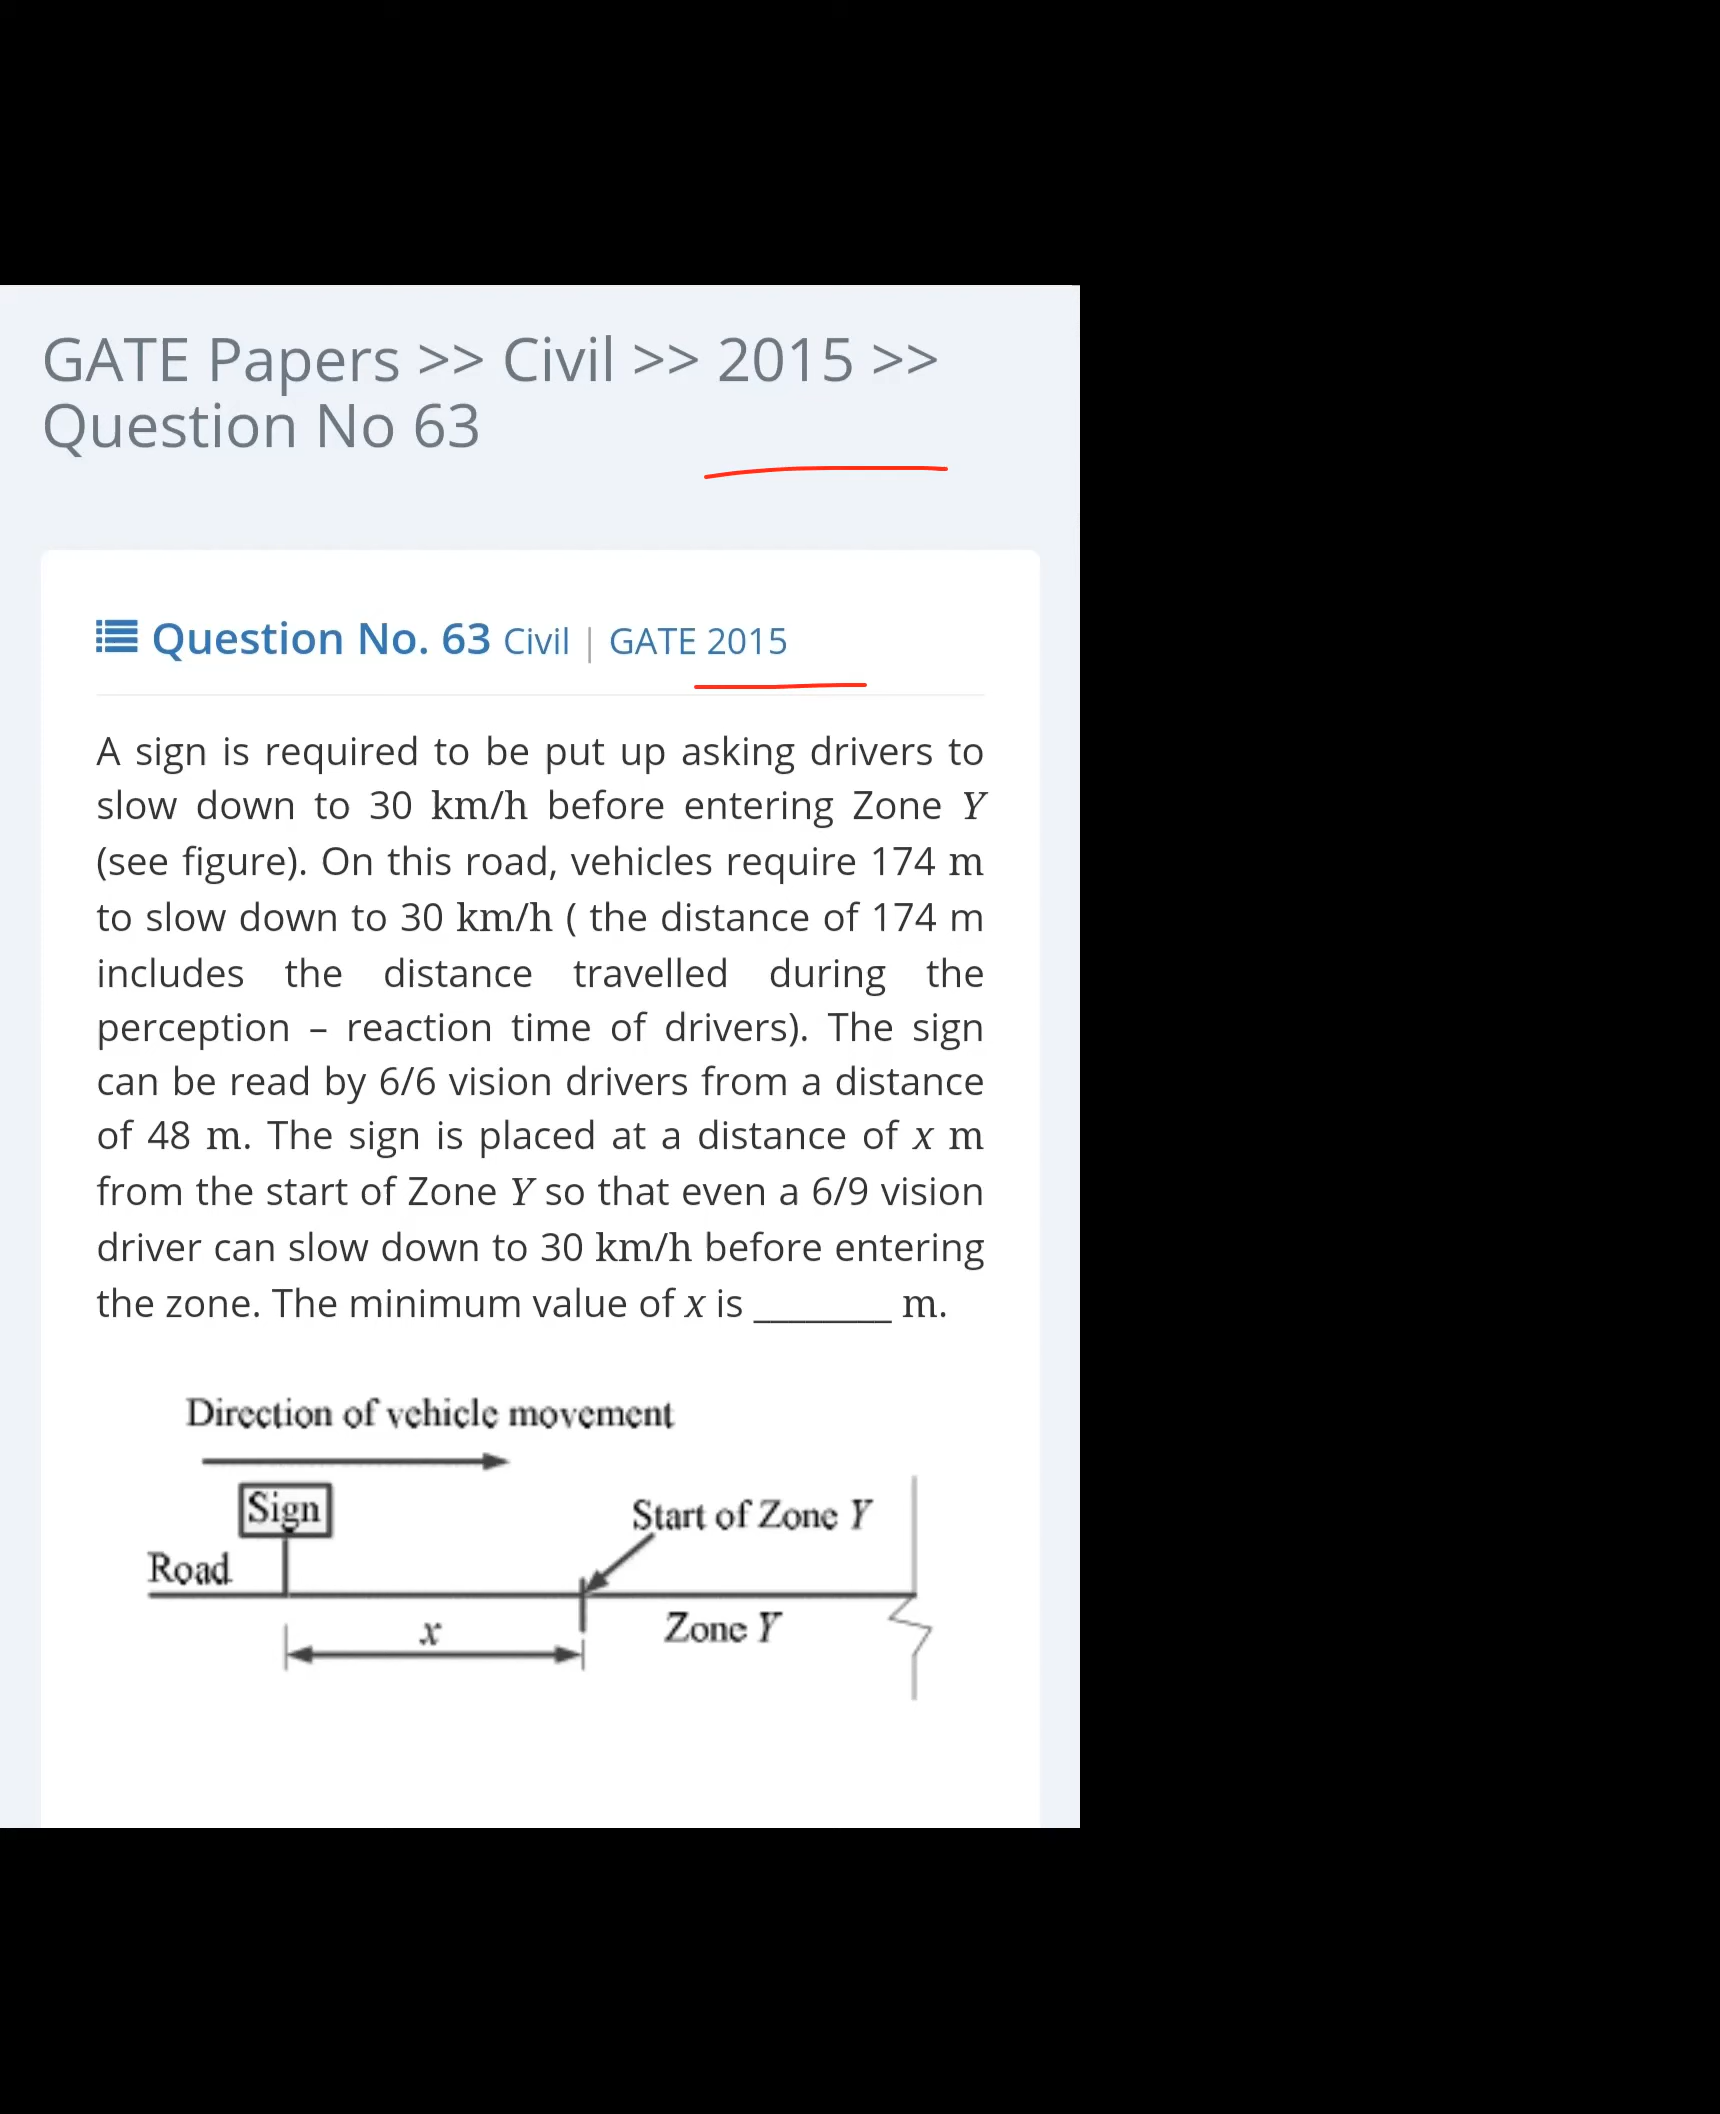 GATE Papers >> Civil >> 2015 >>
Question No 63
Question No. 63 Civil | GATE 2015
A sign is required to be put up asking drivers to
slow down to 30 km/h before entering Zone Y
(see figure). On this road, vehicles require 174 m
to slow down to 30 km/h ( the distance of 174 m
includes the distance travelled during the
perception – reaction time of drivers). The sign
can be read by 6/6 vision drivers from a distance
of 48 m. The sign is placed at a distance of x m
from the start of Zone Y so that even a 6/9 vision
driver can slow down to 30 km/h before entering
the zone. The minimum value of x is _______ m.
Direction of vehicle movement
Sign
Start of Zone Y
Road
x
Zone Y